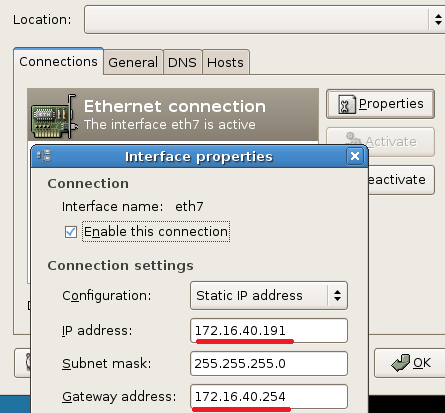 Location:
Connections General DNS Hosts
Ethernet connection
The interface eth7 is active
Properties
Activate
Interface properties
eactivate
Connection
Interface name: eth7
Enable this connection
Connection settings
Configuration: Static IP address
IP address: 172.16.40.191
Subnet mask: 255.255.255.0
OK
Gateway address: 172.16.40.254